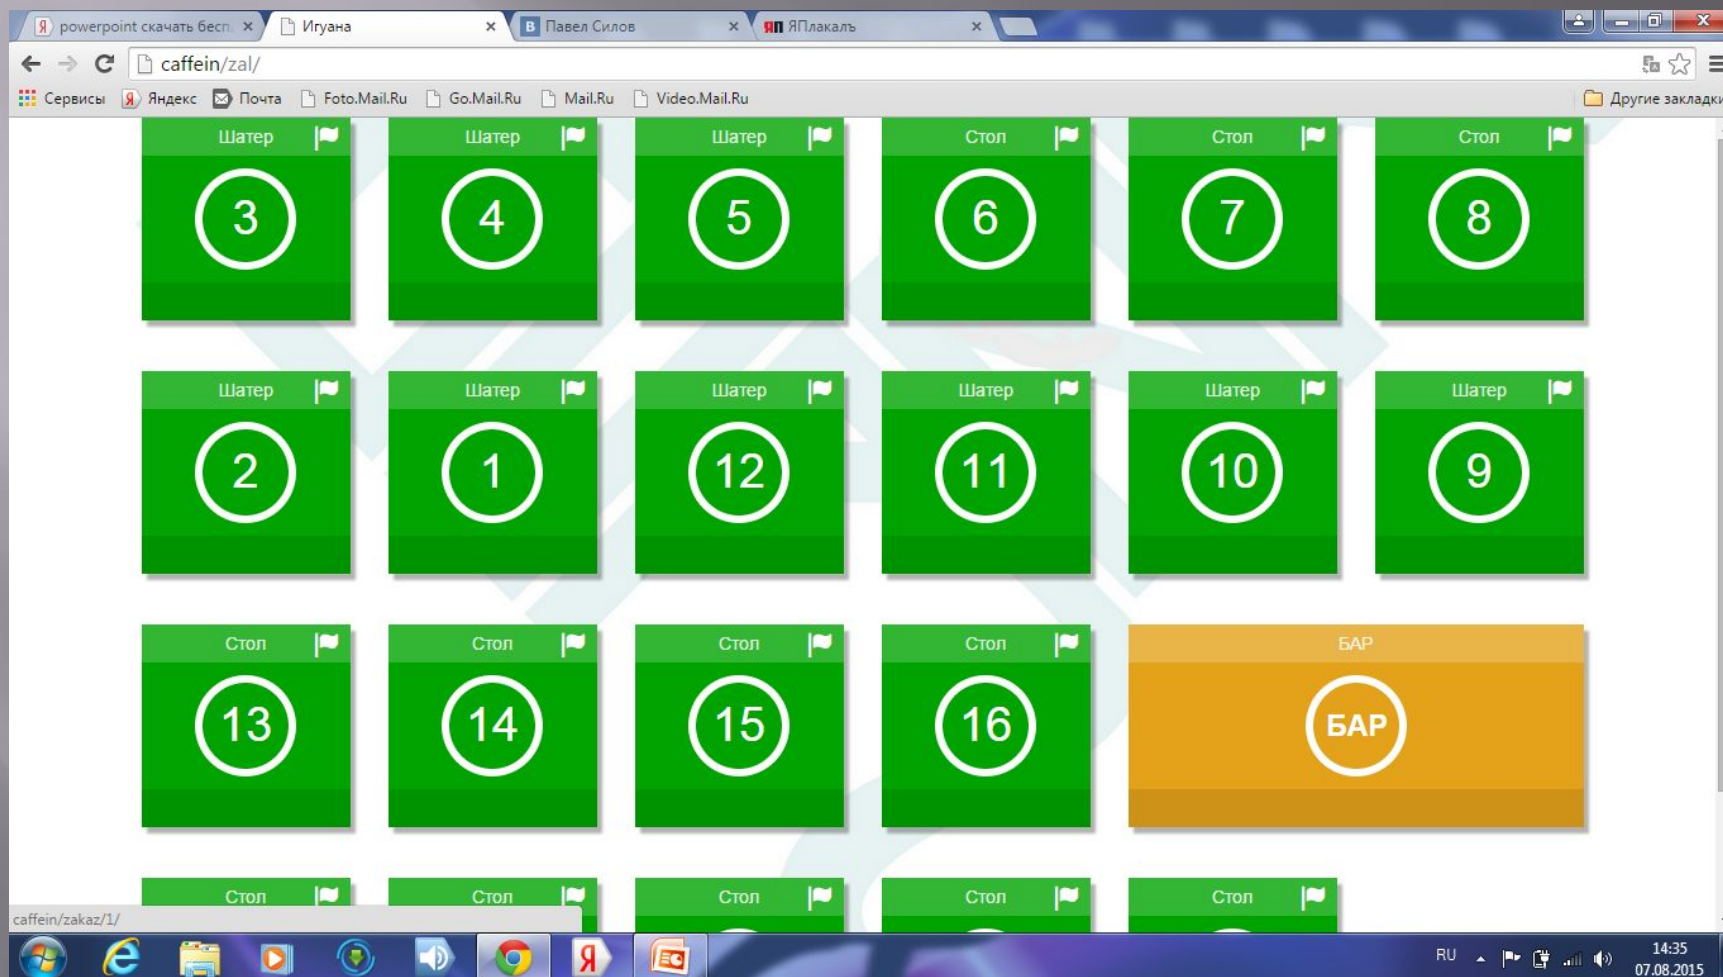 powerpoint скачать бесп
Игуана
Павел Силов
ЯПлакалъ
caffein/zal/
Сервисы Яндекс Почта Foto.Mail.Ru Go.Mail.Ru Mail.Ru Video.Mail.Ru Другие закладки
Шатер Шатер Шатер Стол Стол Стол
3 4 5 6 7 8
Шатер Шатер Шатер Шатер Шатер Шатер
2 1 12 11 10 9
Стол Стол Стол Стол БАР
13 14 15 16 БАР
Стол Стол Стол Стол Стол
caffein/zakaz/1/
RU 14:35
07.08.2015